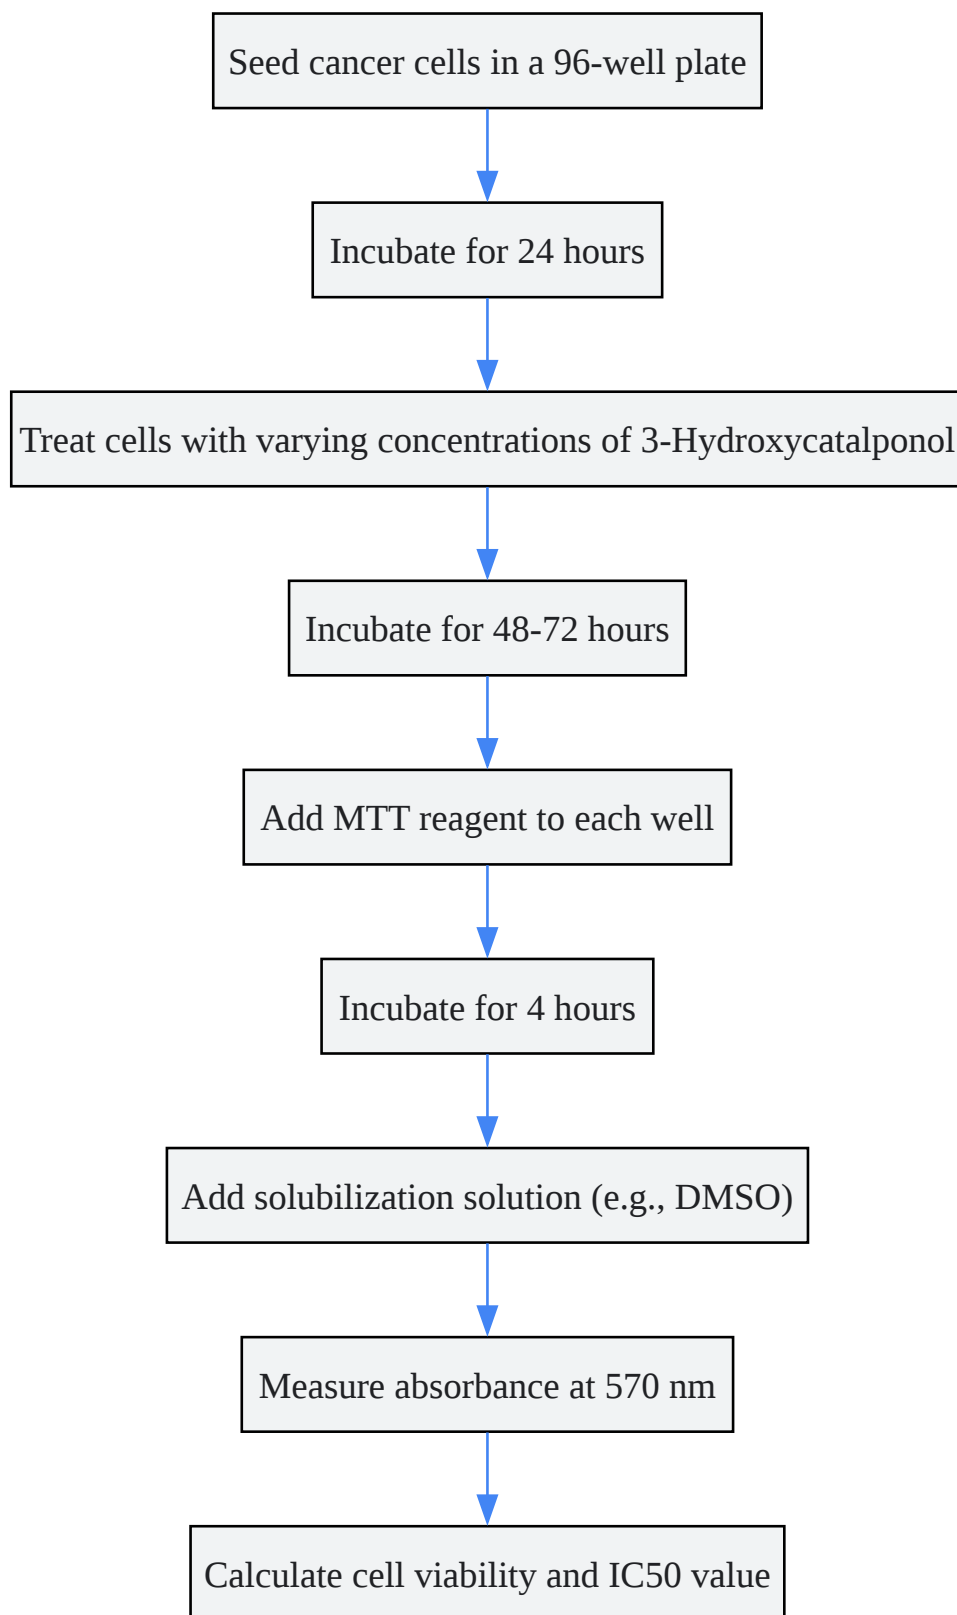 Seed cancer cells in a 96-well plate
Incubate for 24 hours
Treat cells with varying concentrations of 3-Hydroxycatalponol
Incubate for 48-72 hours
Add MTT reagent to each well
Incubate for 4 hours
Add solubilization solution (e.g., DMSO)
Measure absorbance at 570 nm
Calculate cell viability and IC50 value